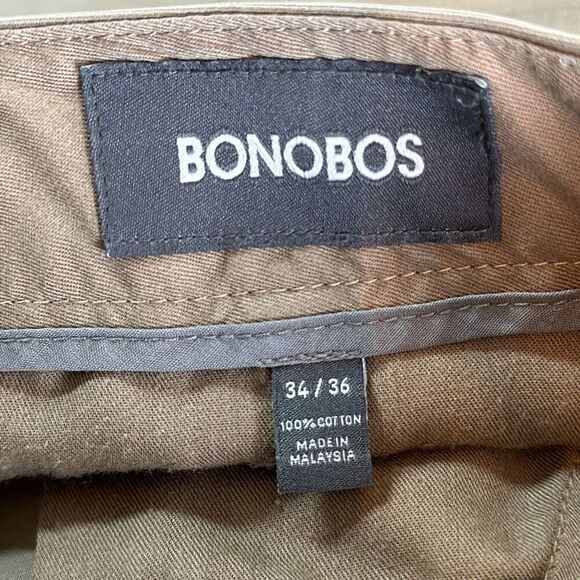 BONOBOS
34 / 36
100% COTTON
MADE IN
MALAYSIA